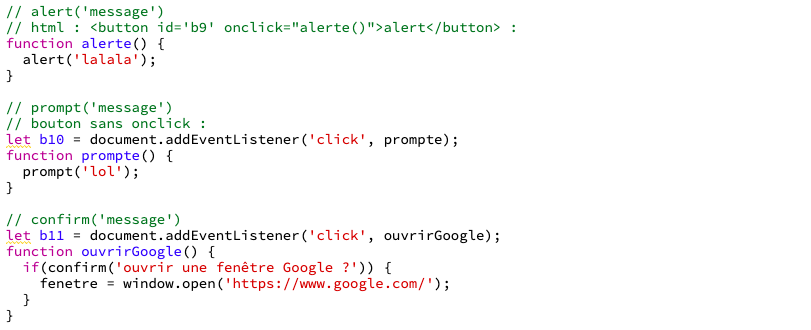 // alert('message')
// html : <button id='b9' onclick="alerte()">alert</button> :
function alerte() {
  alert('lalala');
}

// prompt('message')
// bouton sans onclick :
let b10 = document.addEventListener('click', prompte);
function prompte() {
  prompt('lol');
}

// confirm('message')
let b11 = document.addEventListener('click', ouvrirGoogle);
function ouvrirGoogle() {
  if(confirm('ouvrir une fenêtre Google ?')) {
    fenetre = window.open('https://www.google.com/');
  }
}